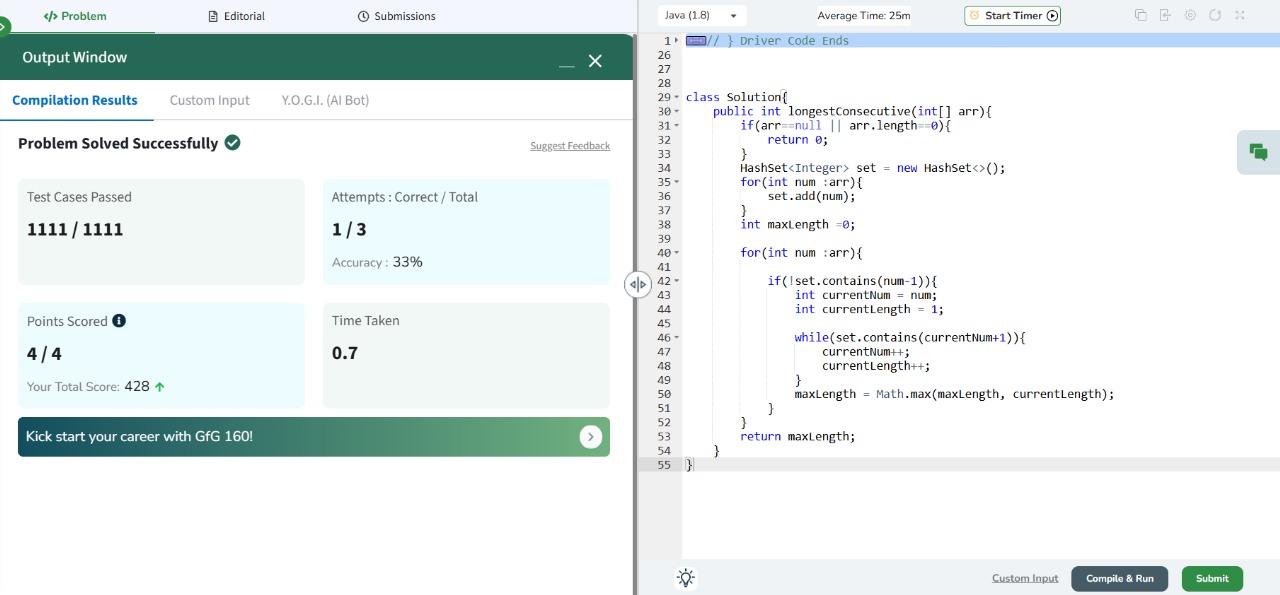 Problem
Editorial
Submissions
Output Window
Compilation Results
Custom Input
Y.O.G.I. (AI Bot)
Problem Solved Successfully
Suggest Feedback
Test Cases Passed
1111 / 1111
Attempts : Correct / Total
1 / 3
Accuracy : 33%
Points Scored
4 / 4
Your Total Score: 428
Time Taken
0.7
Kick start your career with GfG 160!
Java (1.8)
Average Time: 25m
Start Timer
1 // } Driver Code Ends
26
27
28
29 class Solution{
30     public int longestConsecutive(int[] arr){
31         if(arr==null || arr.length==0){
32             return 0;
33         }
34         HashSet<Integer> set = new HashSet<>();
35         for(int num :arr){
36             set.add(num);
37         }
38         int maxLength =0;
39
40         for(int num :arr){
41
42             if(!set.contains(num-1)){
43                 int currentNum = num;
44                 int currentLength = 1;
45
46                 while(set.contains(currentNum+1)){
47                     currentNum++;
48                     currentLength++;
49                 }
50                 maxLength = Math.max(maxLength, currentLength);
51             }
52         }
53         return maxLength;
54     }
55 }
Custom Input
Compile & Run
Submit